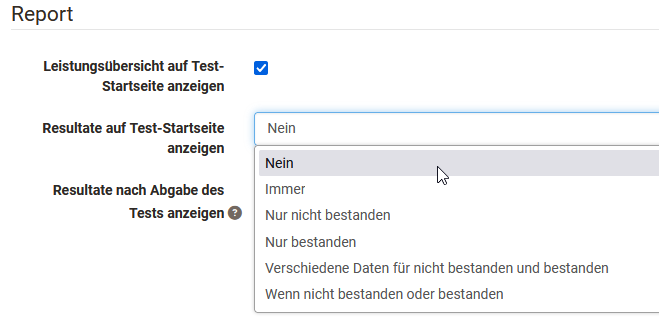 Report
Leistungsübersicht auf Test-
Startseite anzeigen
Resultate auf Test-Startseite
anzeigen
Nein
Nein
Immer
Nur nicht bestanden
Nur bestanden
Verschiedene Daten für nicht bestanden und bestanden
Wenn nicht bestanden oder bestanden
Resultate nach Abgabe des
Tests anzeigen ?